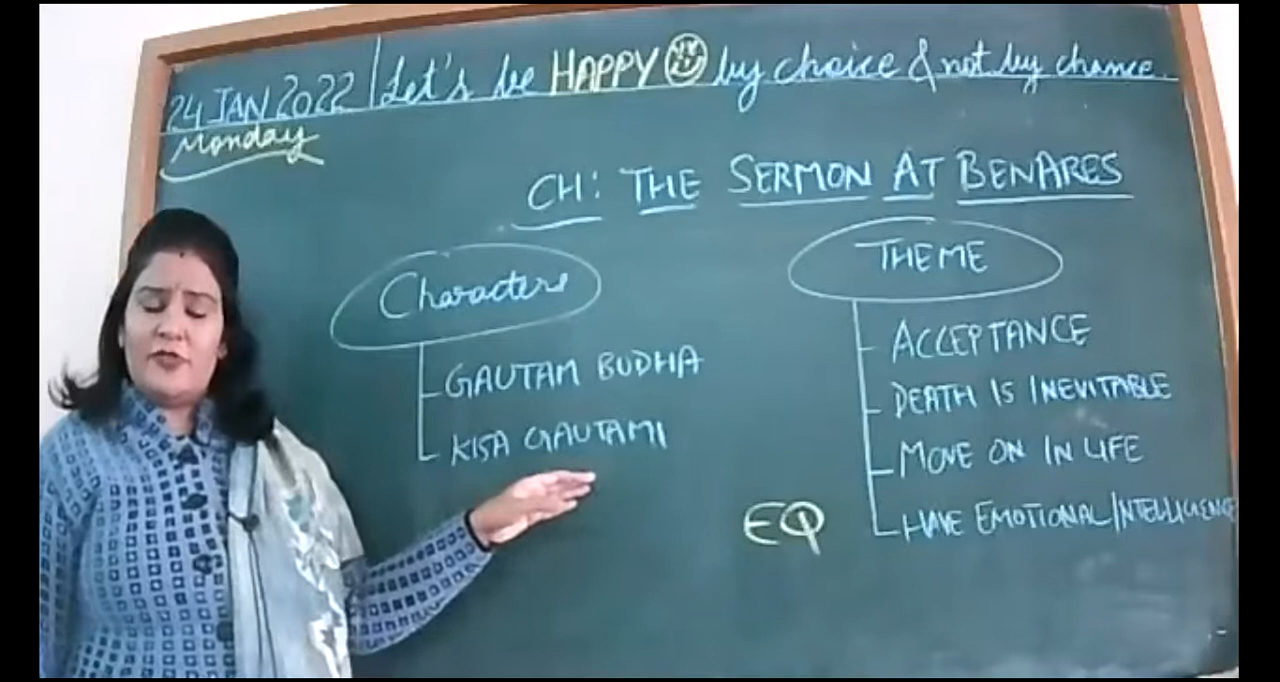 24 JAN 2022 Let's be HAPPY by choice & not by chance.
Monday
CH: THE SERMON AT BENARES
Characters
GAUTAM BUDHA
KISA GAUTAMI
THEME
ACCEPTANCE
DEATH IS INEVITABLE
MOVE ON IN LIFE
EQ HAVE EMOTIONAL INTELLIGENCE